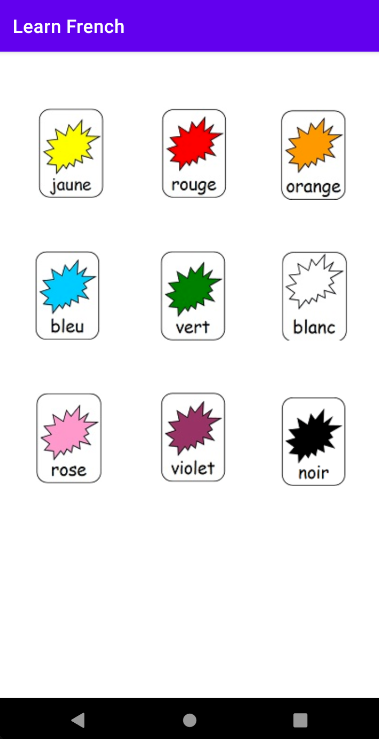 Learn French
jaune
rouge
orange
bleu
vert
blanc
rose
violet
noir